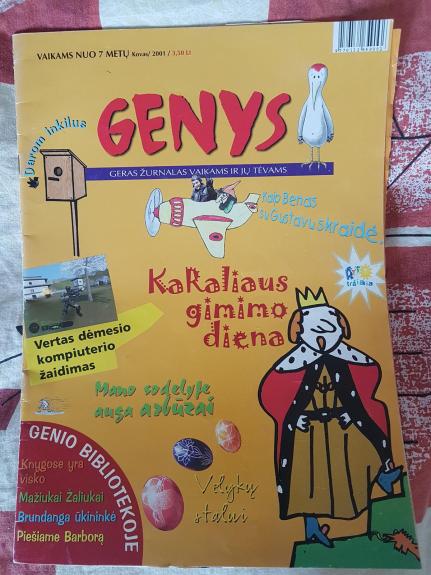 VAIKAMS NUO 7 METŲ Kovas/ 2001 / 3,50 Lt
GENYS
GERAS ŽURNALAS VAIKAMS IR JŲ TĖVAMS
Darom inkilus
Kaip Benas
su Gustavu skraidė.
KaRaliaus
gimimo
diena
Vertas dėmesio
kompiuterio
žaidimas
Mano sodelyje
auga arbūzai
GENIO BIBLIOTEKOJE
Knygose yra
visko
Mažiukai Žaliukai
Brundanga ūkininkė
Piešiame Barborą
Velykų
stalui